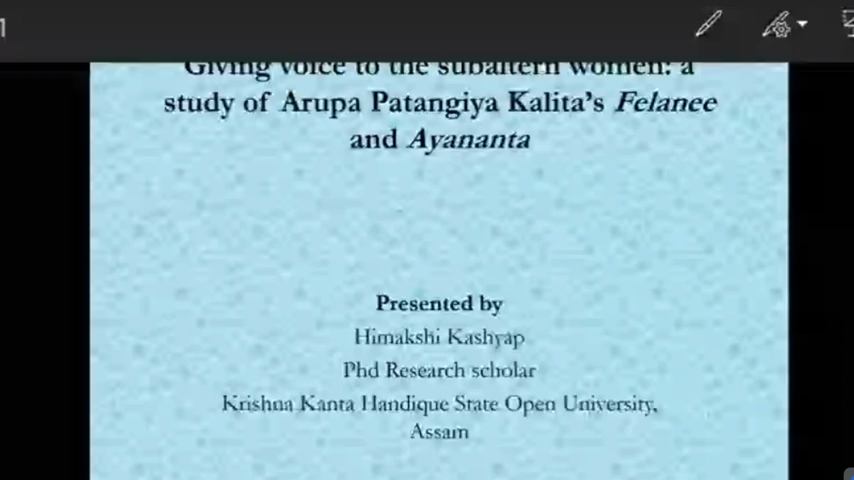 Giving voice to the subaltern women: a
study of Arupa Patangiya Kalita's Felanee
and Ayananta
Presented by
Himakshi Kashyap
Phd Research scholar
Krishna Kanta Handique State Open University,
Assam